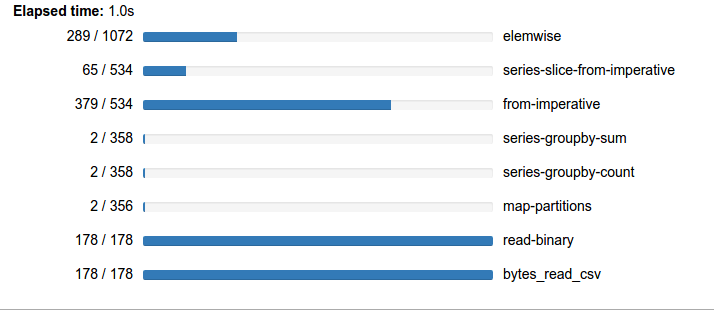 Elapsed time: 1.0s
289 / 1072 elemwise
65 / 534 series-slice-from-imperative
379 / 534 from-imperative
2 / 358 series-groupby-sum
2 / 358 series-groupby-count
2 / 356 map-partitions
178 / 178 read-binary
178 / 178 bytes_read_csv